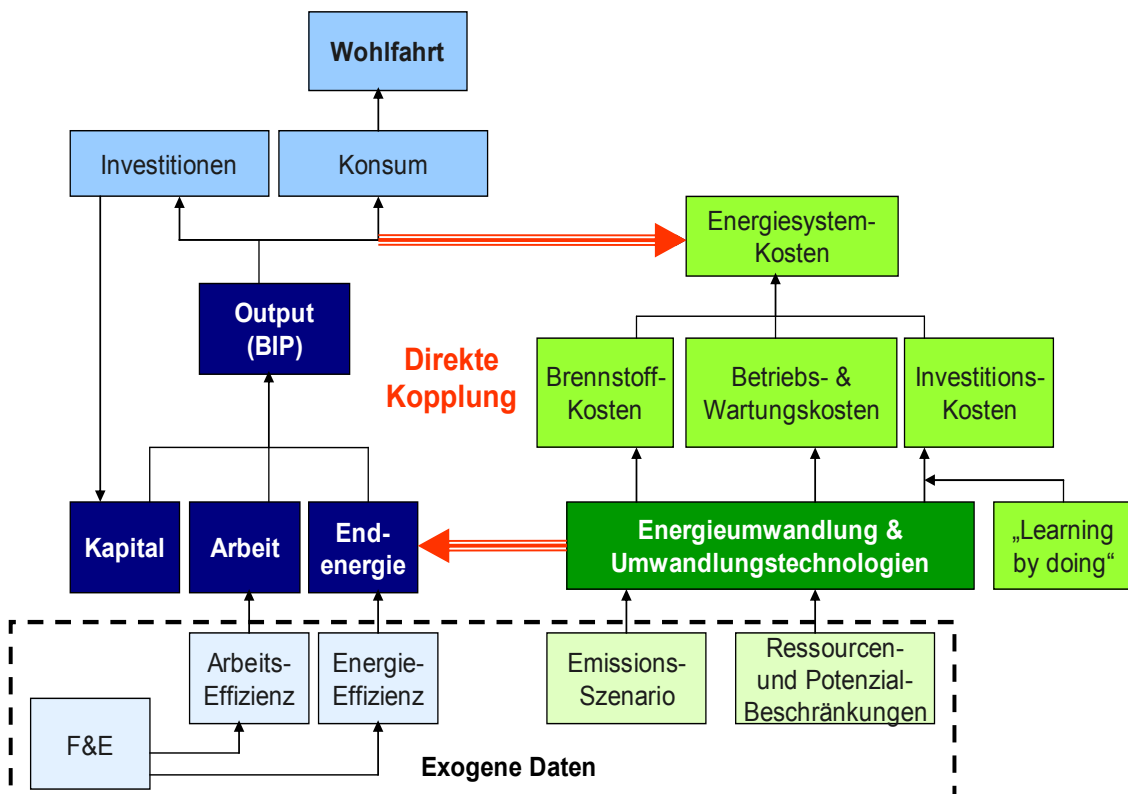 Wohlfahrt
Investitionen
Konsum
Energiesystem-
Kosten
Output
(BIP)
Direkte
Kopplung
Brennstoff-
Kosten
Betriebs- &
Wartungskosten
Investitions-
Kosten
Kapital
Arbeit
End-
energie
Energieumwandlung &
Umwandlungstechnologien
„Learning
by doing“
Arbeits-
Effizienz
Energie-
Effizienz
Emissions-
Szenario
Ressourcen-
und Potenzial-
Beschränkungen
F&E
Exogene Daten